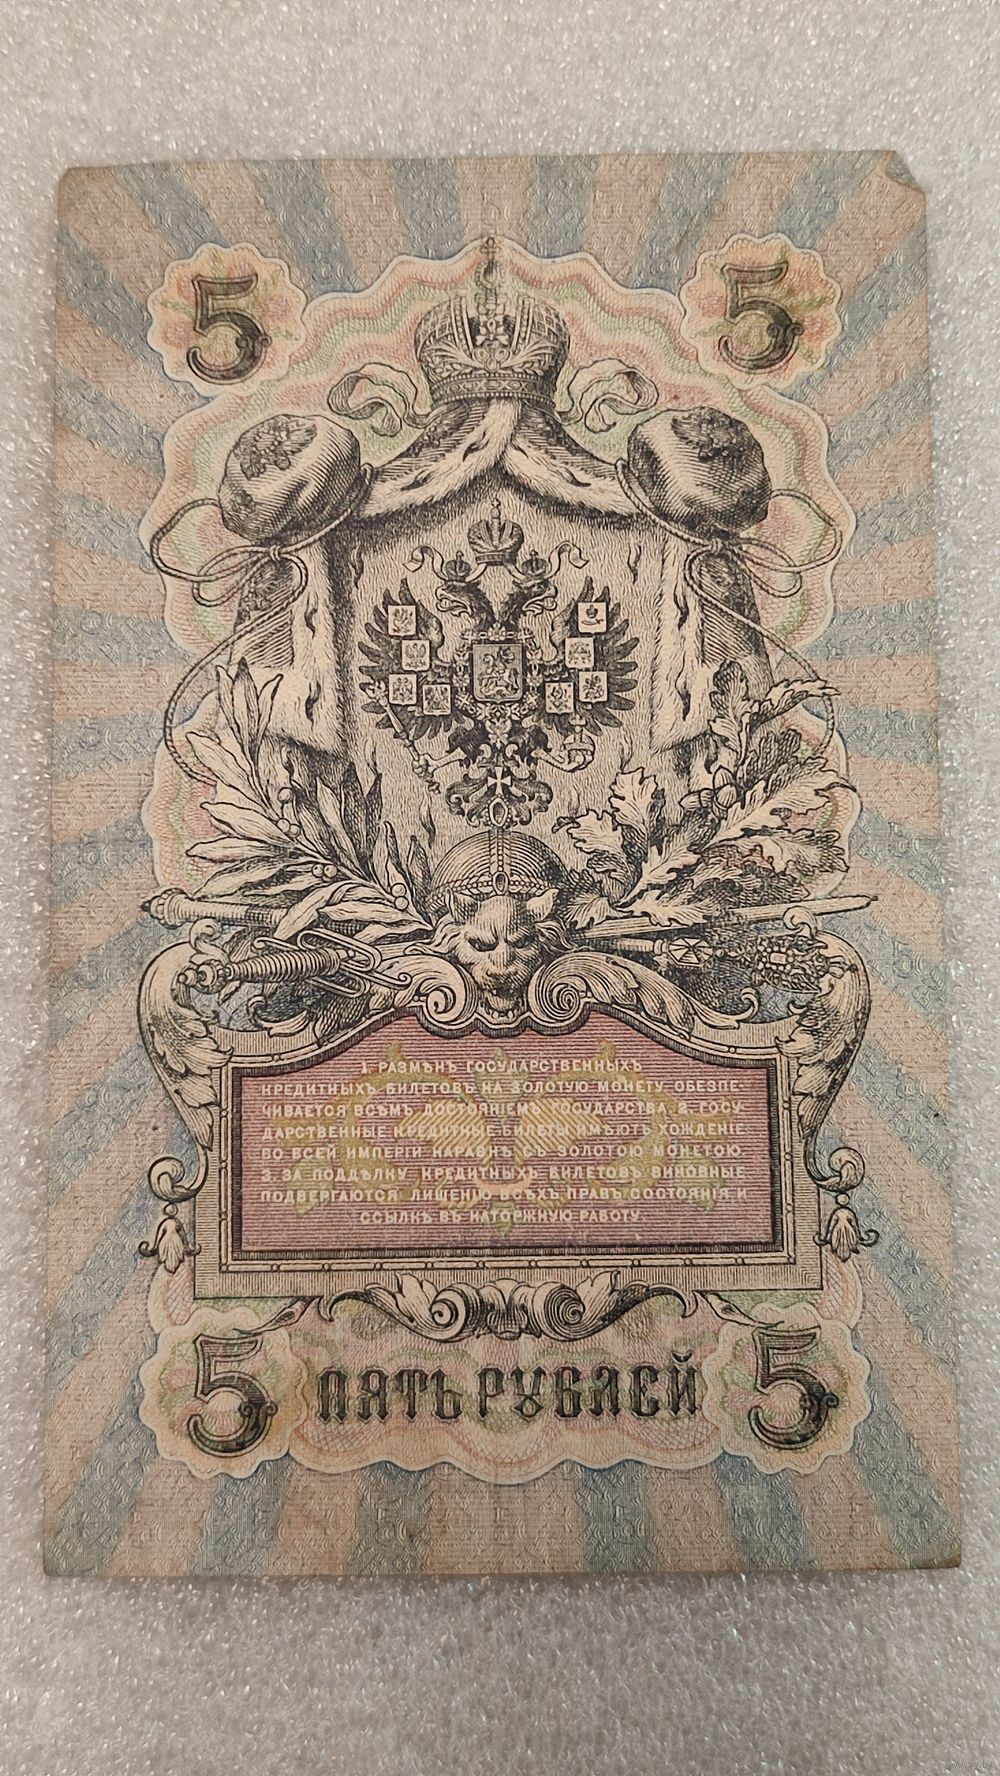 5 5
1. РАЗМѢНЪ ГОСУДАРСТВЕННЫХЪ
КРЕДИТНЫХЪ БИЛЕТОВЪ НА ЗОЛОТУЮ МОНЕТУ ОБЕЗПЕ-
ЧИВАЕТСЯ ВСѢМЪ ДОСТОЯНІЕМЪ ГОСУДАРСТВА. 2. ГОСУ-
ДАРСТВЕННЫЕ КРЕДИТНЫЕ БИЛЕТЫ ИМѢЮТЪ ХОЖДЕНІЕ
ВО ВСЕЙ ИМПЕРІИ НАРАВНѢ СЪ ЗОЛОТОЮ МОНЕТОЮ.
3. ЗА ПОДДѢЛКУ КРЕДИТНЫХЪ БИЛЕТОВЪ ВИНОВНЫЕ
ПОДВЕРГАЮТСЯ ЛИШЕНІЮ ВСѢХЪ ПРАВЪ СОСТОЯНІЯ И
ССЫЛКѢ ВЪ КАТОРЖНУЮ РАБОТУ.
5 ПЯТЬ РУБЛЕЙ 5